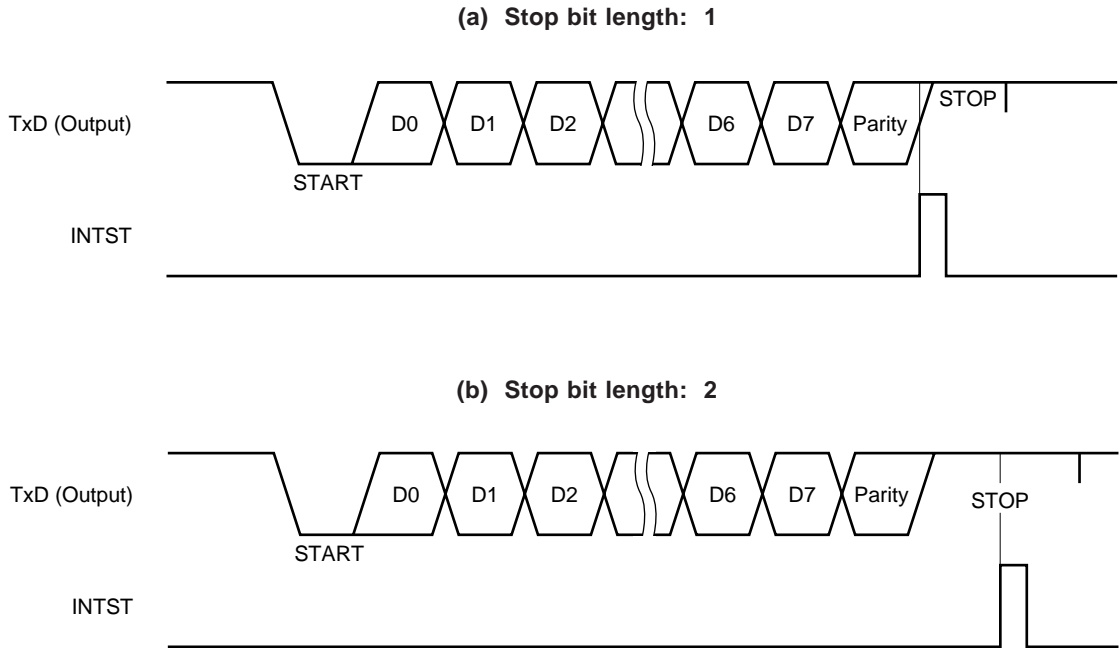 (a) Stop bit length: 1
TxD (Output)
D0
D1
D2
D6
D7
Parity
STOP
START
INTST
(b) Stop bit length: 2
TxD (Output)
D0
D1
D2
D6
D7
Parity
STOP
START
INTST